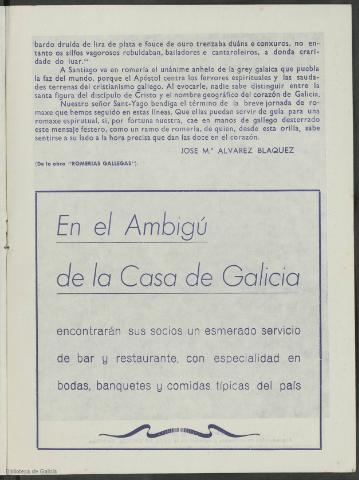 bardo druida de lira de plata e fouce de ouro trenzaba duáns e conxuros, no en-
tanto os silfos vagorosos robuldaban, bailadores e cantaroleiros, a donda crari-
dade do luar."
A Santiago va en romería el unánime anhelo de la grey galaica que puebla
la faz del mundo, porque el Apóstol centra los fervores espirituales y las sauda-
des terrenas del cristianísmo gallego. Al evocarle, nadie sabe distinguir entre la
santa figura del discípulo de Cristo y el nombre geográfico del corazón de Galicia.
Nuestro señor Sant-Yago bendiga el término de la breve jornada de ro-
maxe que hemos seguido en estas líneas. Que ellas puedan servir de guía para una
romaxe espiritual, si, por fortuna nuestra, cae en manos de gallego desterrado
este mensaje festero, como un ramo de romería, de quien, desde esta orilla, sabe
sentirse a su lado a la hora precisa que dan las doce en el corazón.
JOSE Mª ALVAREZ BLAQUEZ
(De la obra "ROMERIAS GALLEGAS").
En el Ambigú
de la Casa de Galicia
encontrarán sus socios un esmerado servicio
de bar y restaurante, con especialidad en
bodas, banquetes y comidas típicas del país
Biblioteca de Galicia